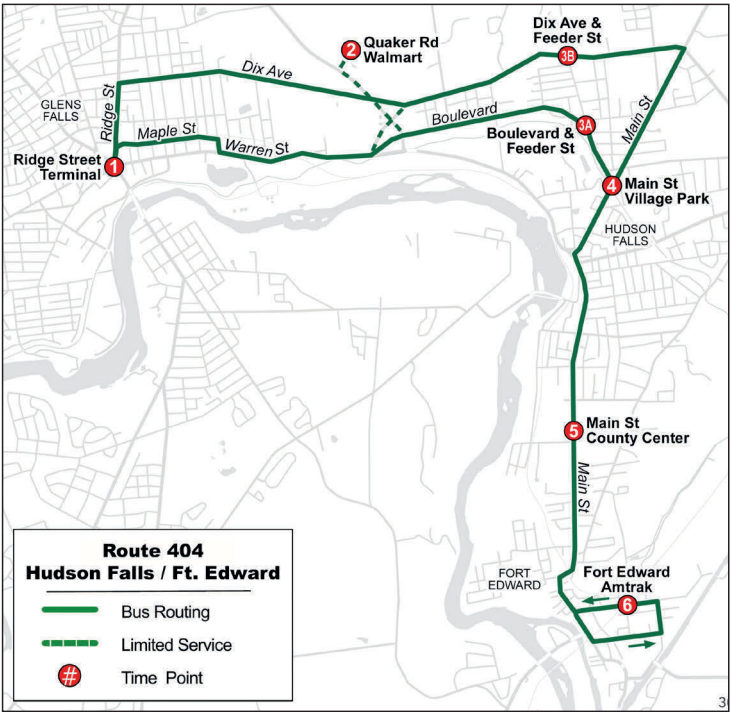 2
Quaker Rd
Walmart
Dix Ave &
Feeder St
3B
Dix Ave
Ridge St
GLENS
FALLS
Maple St
Warren St
Boulevard
3A
Boulevard &
Feeder St
Main St
Ridge Street
Terminal
1
4
Main St
Village Park
HUDSON
FALLS
5
Main St
County Center
Main St
FORT
EDWARD
Fort Edward
Amtrak
6
Route 404
Hudson Falls / Ft. Edward
Bus Routing
Limited Service
# Time Point
3